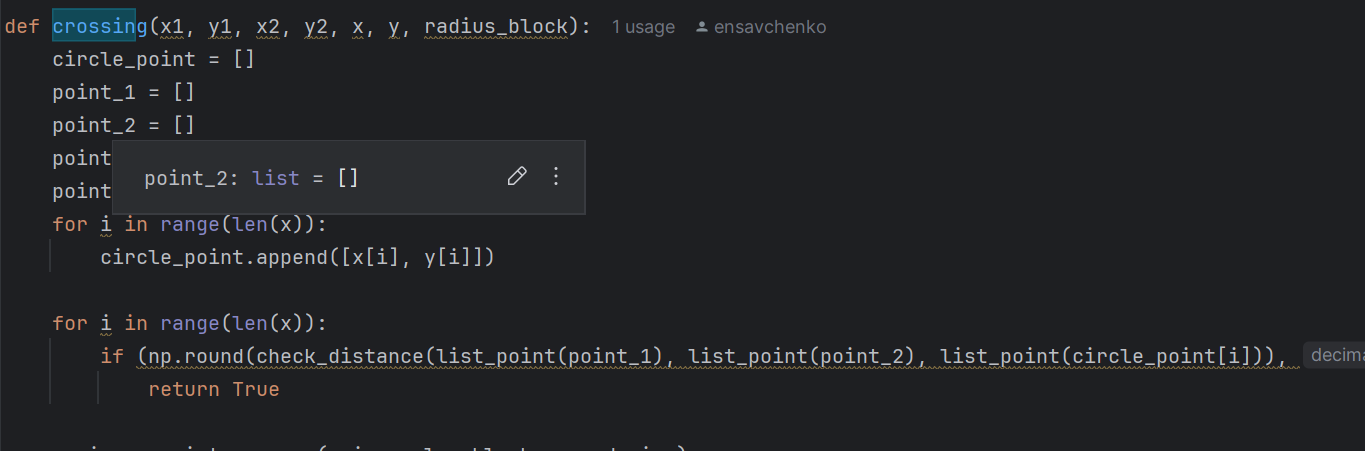 def crossing(x1, y1, x2, y2, x, y, radius_block): 1 usage ensavchenko
circle_point = []
point_1 = []
point_2 = []
point
point_2: list = []
point
for i in range(len(x)):
circle_point.append([x[i], y[i]])
for i in range(len(x)):
if (np.round(check_distance(list_point(point_1), list_point(point_2), list_point(circle_point[i])), decima
return True